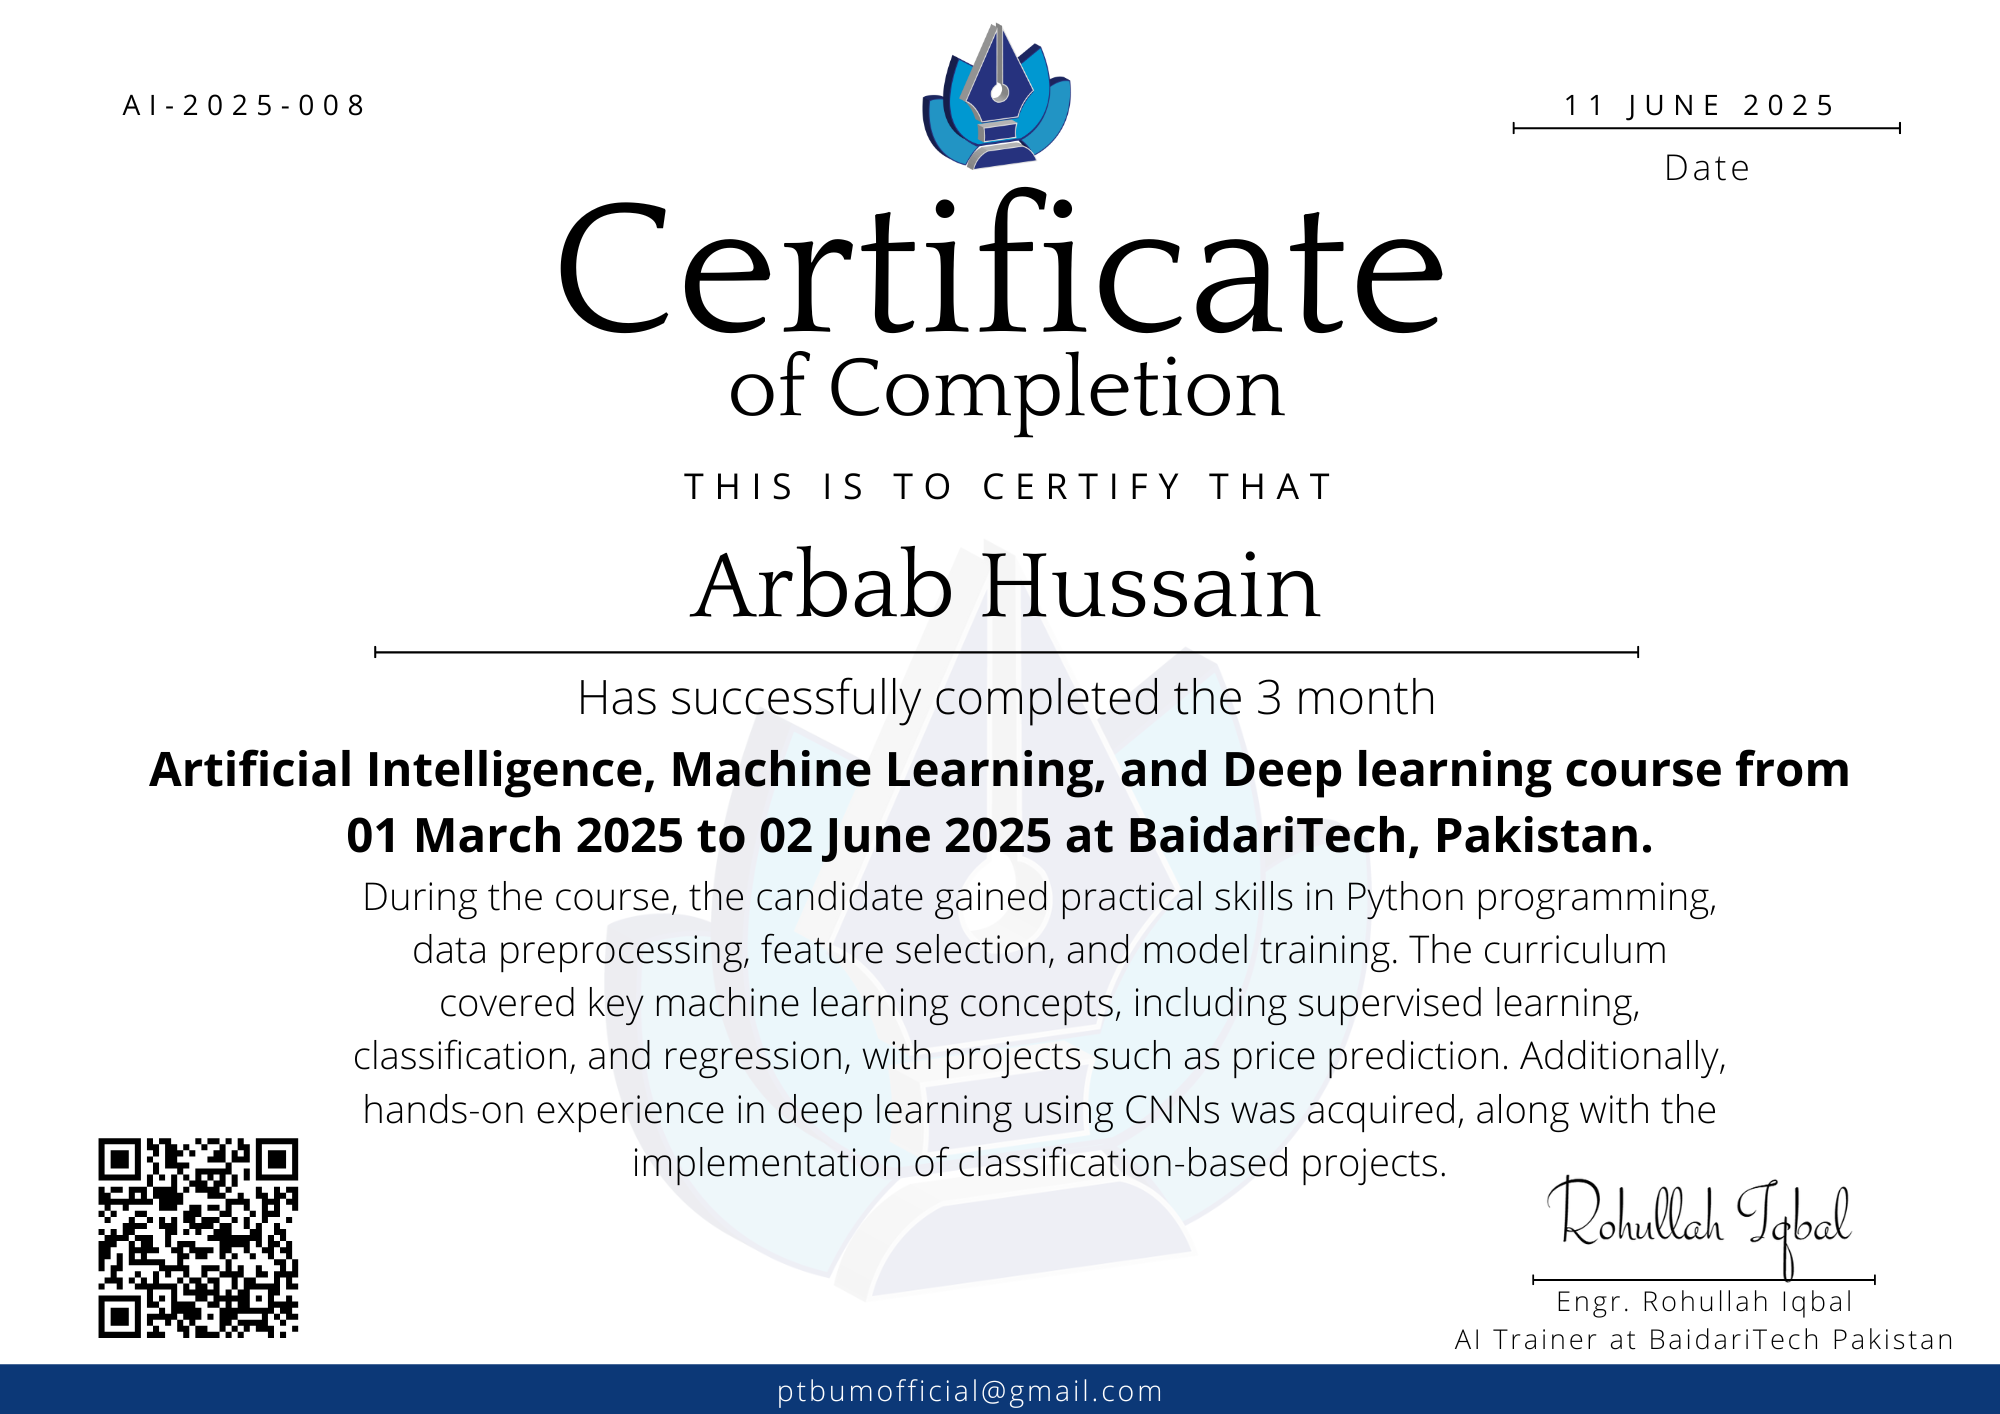 AI-2025-008
11 JUNE 2025
Date
Certificate
of Completion
THIS IS TO CERTIFY THAT
Arbab Hussain
Has successfully completed the 3 month
Artificial Intelligence, Machine Learning, and Deep learning course from
01 March 2025 to 02 June 2025 at BaidariTech, Pakistan.
During the course, the candidate gained practical skills in Python programming,
data preprocessing, feature selection, and model training. The curriculum
covered key machine learning concepts, including supervised learning,
classification, and regression, with projects such as price prediction. Additionally,
hands-on experience in deep learning using CNNs was acquired, along with the
implementation of classification-based projects.
Rohullah Iqbal
Engr. Rohullah Iqbal
AI Trainer at BaidariTech Pakistan
ptbumofficial@gmail.com